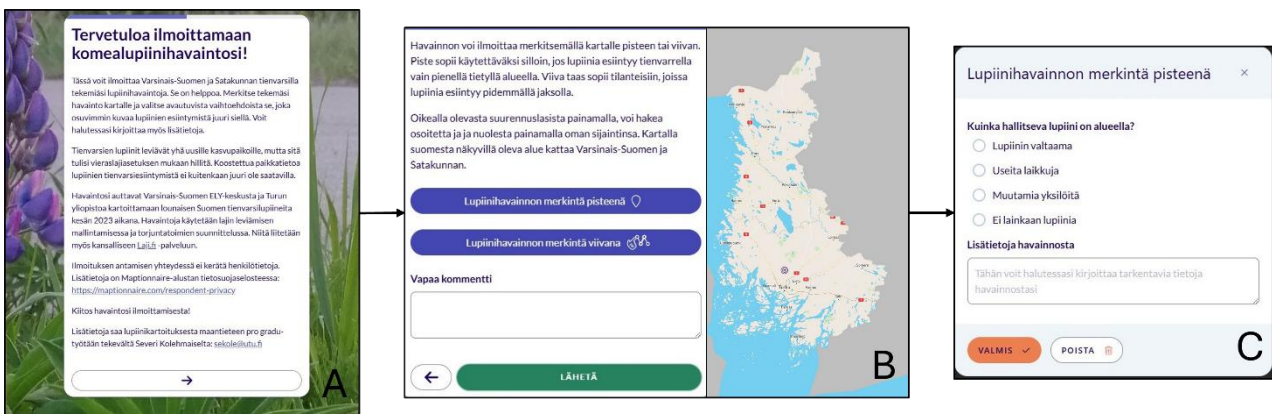 Tervetuloa ilmoittamaan
komealupiinihavaintosi!
Tässä voit ilmoittaa Varsinais-Suomen ja Satakunnan tienvarsilla
tekemiäsi lupiinihavaintoja. Se on helppoa. Merkitse tekemäsi
havainto kartalle ja valitse avautuvista vaihtoehdoista se, joka
osuvimmin kuvaa lupiinien esiintymistä juuri siellä. Voit
halutessasi kirjoittaa myös lisätietoja.
Tienvarsien lupiinit leviävät yhä uusille kasvupaikoille, mutta sitä
tulisi vieraslajiasetuksen mukaan hillitä. Koostettua paikkatietoa
lupiinien tienvarsiesiintymistä ei kuitenkaan juuri ole saatavilla.
Havaintosi auttavat Varsinais-Suomen ELY-keskusta ja Turun
yliopistoa kartoittamaan lounaisen Suomen tienvarsilupiineita
kesän 2023 aikana. Havaintoja käytetään lajin leviämisen
mallintamisessa ja torjuntatoimien suunnittelussa. Niitä liitetään
myös kansalliseen Laji.fi -palveluun.
Ilmoituksen antamisen yhteydessä ei kerätä henkilötietoja.
Lisätietoja on Maptionnaire-alustan tietosuojaselosteessa:
https://maptionnaire.com/respondent-privacy
Kiitos havaintosi ilmoittamisesta!
Lisätietoja saa lupiinikartoituksesta maantieteen pro gradu-
työtään tekevältä Severi Kolehmaiselta: sekole@utu.fi
A
Havainnon voi ilmoittaa merkitsemällä kartalle pisteen tai viivan.
Piste sopii käytettäväksi silloin, jos lupiinia esiintyy tienvarrella
vain pienellä tietyllä alueella. Viiva taas sopii tilanteisiin, joissa
lupiinia esiintyy pidemmällä jaksolla.
Oikealla olevasta suurennuslasista painamalla, voi hakea
osoitetta ja ja nuolesta painamalla oman sijaintinsa. Kartalla
suomesta näkyvillä oleva alue kattaa Varsinais-Suomen ja
Satakunnan.
Lupiinihavainnon merkintä pisteenä
Lupiinihavainnon merkintä viivana
Vapaa kommentti
LÄHETÄ
B
Lupiinihavainnon merkintä pisteenä ×
Kuinka hallitseva lupiini on alueella?
Lupiinin valtaama
Useita laikkuja
Muutamia yksilöitä
Ei lainkaan lupiinia
Lisätietoja havainnosta
Tähän voit halutessasi kirjoittaa tarkentavia tietoja
havainnostasi
VALMIS
POISTA
C